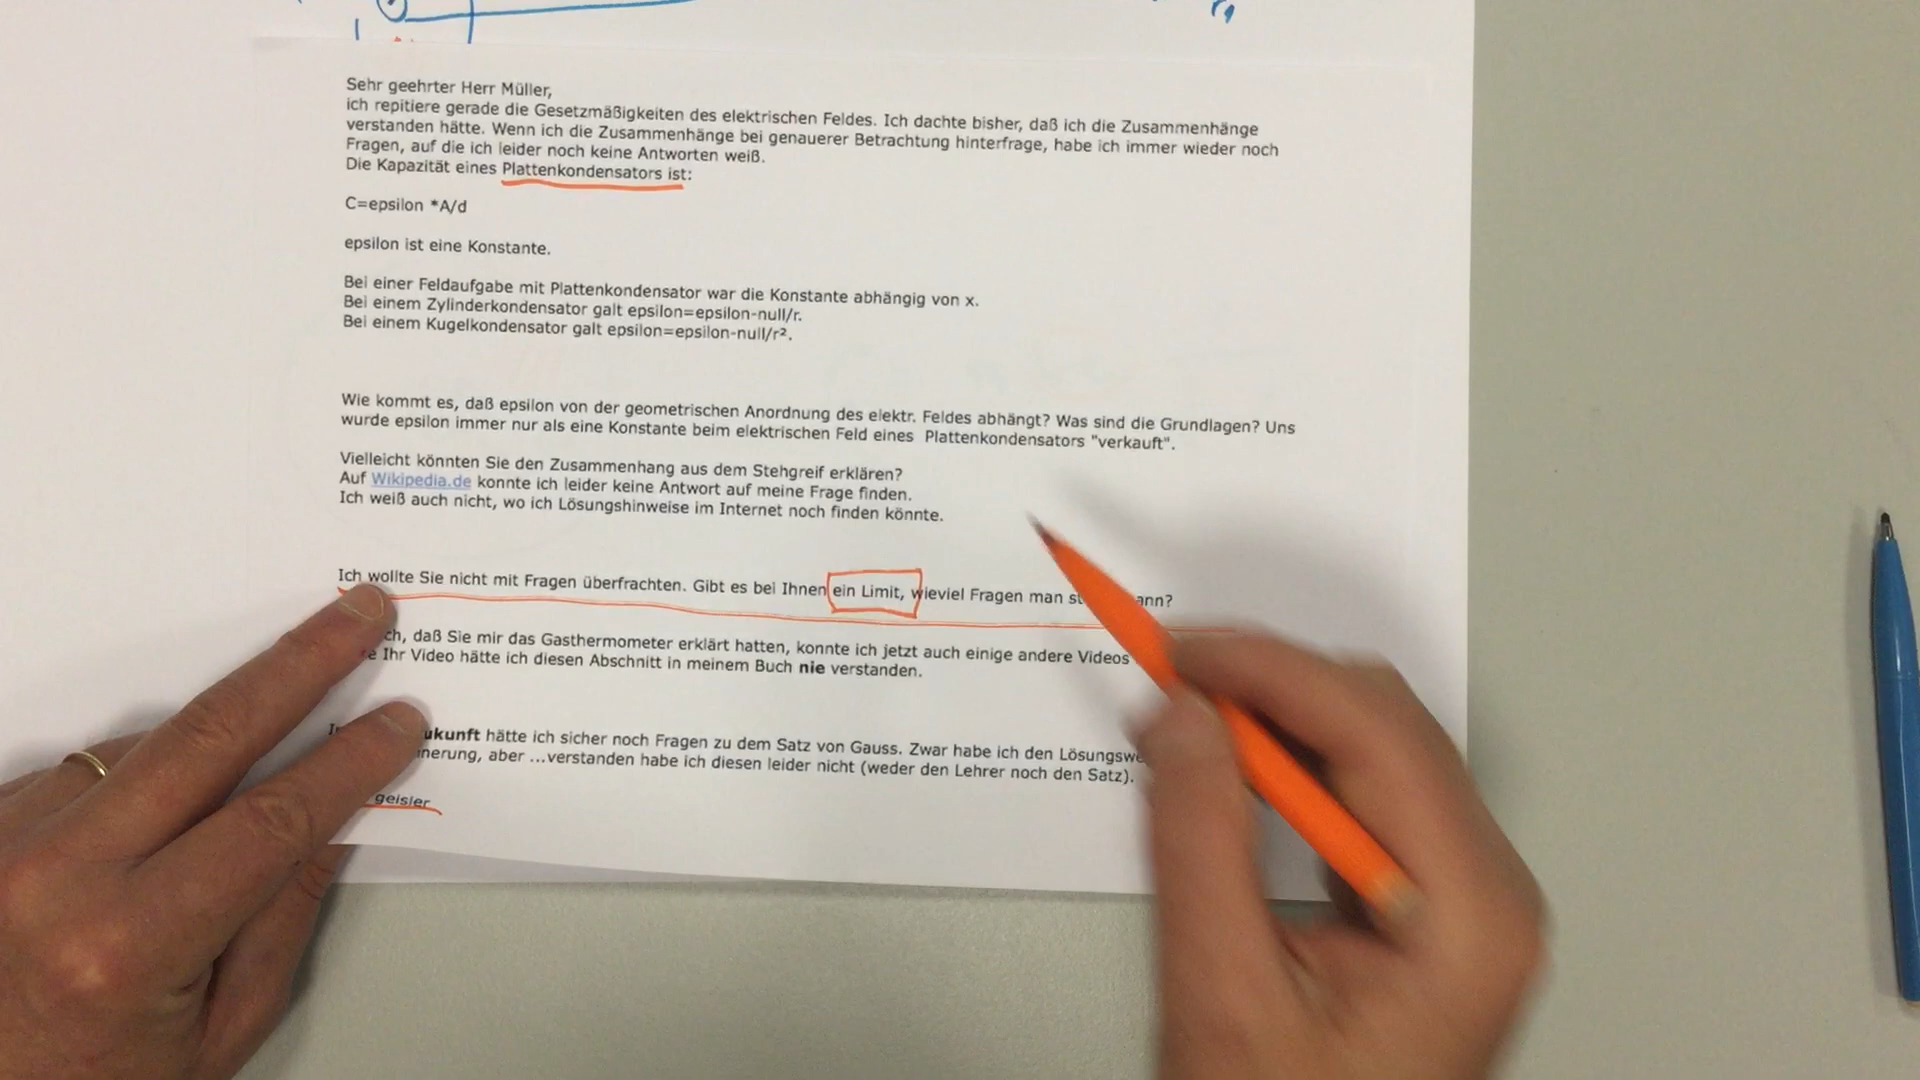 Sehr geehrter Herr Müller,
ich repitiere gerade die Gesetzmäßigkeiten des elektrischen Feldes. Ich dachte bisher, daß ich die Zusammenhänge
verstanden hätte. Wenn ich die Zusammenhänge bei genauerer Betrachtung hinterfrage, habe ich immer wieder noch
Fragen, auf die ich leider noch keine Antworten weiß.
Die Kapazität eines Plattenkondensators ist:
C=epsilon *A/d
epsilon ist eine Konstante.
Bei einer Feldaufgabe mit Plattenkondensator war die Konstante abhängig von x.
Bei einem Zylinderkondensator galt epsilon=epsilon-null/r.
Bei einem Kugelkondensator galt epsilon=epsilon-null/r².
Wie kommt es, daß epsilon von der geometrischen Anordnung des elektr. Feldes abhängt? Was sind die Grundlagen? Uns
wurde epsilon immer nur als eine Konstante beim elektrischen Feld eines Plattenkondensators "verkauft".
Vielleicht könnten Sie den Zusammenhang aus dem Stehgreif erklären?
Auf Wikipedia.de konnte ich leider keine Antwort auf meine Frage finden.
Ich weiß auch nicht, wo ich Lösungshinweise im Internet noch finden könnte.
Ich wollte Sie nicht mit Fragen überfrachten. Gibt es bei Ihnen ein Limit, wieviel Fragen man
ch, daß Sie mir das Gasthermometer erklärt hatten, konnte ich jetzt auch einige andere Videos
Ihr Video hätte ich diesen Abschnitt in meinem Buch nie verstanden.
ukunft hätte ich sicher noch Fragen zu dem Satz von Gauss. Zwar habe ich den Lösungswe
nerung, aber ...verstanden habe ich diesen leider nicht (weder den Lehrer noch den Satz).
geisler